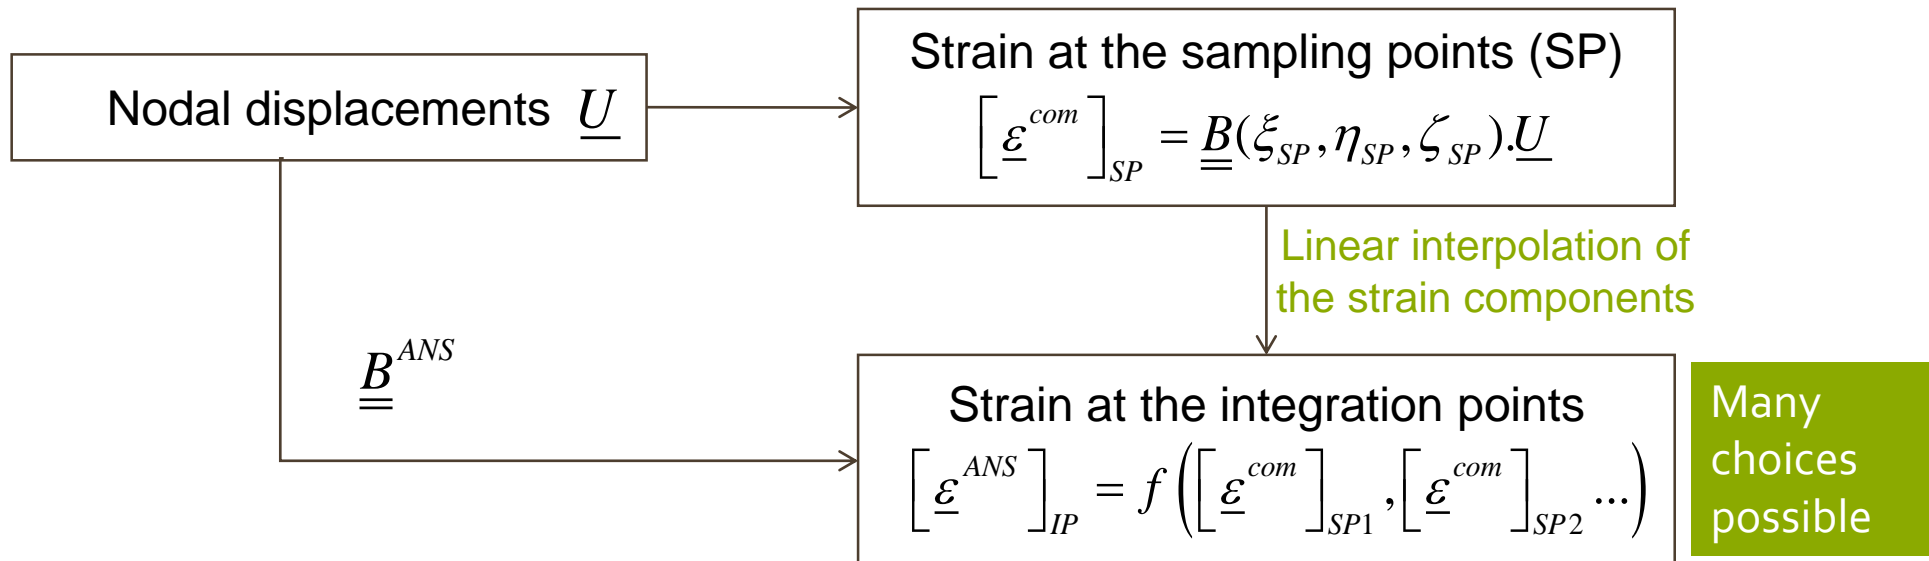 Nodal displacements U
Strain at the sampling points (SP)
[ε^com]_SP = B(ξ_SP, η_SP, ζ_SP).U
Linear interpolation of
the strain components
B^ANS
Strain at the integration points
[ε^ANS]_IP = f([ε^com]_SP1, [ε^com]_SP2 ...)
Many
choices
possible